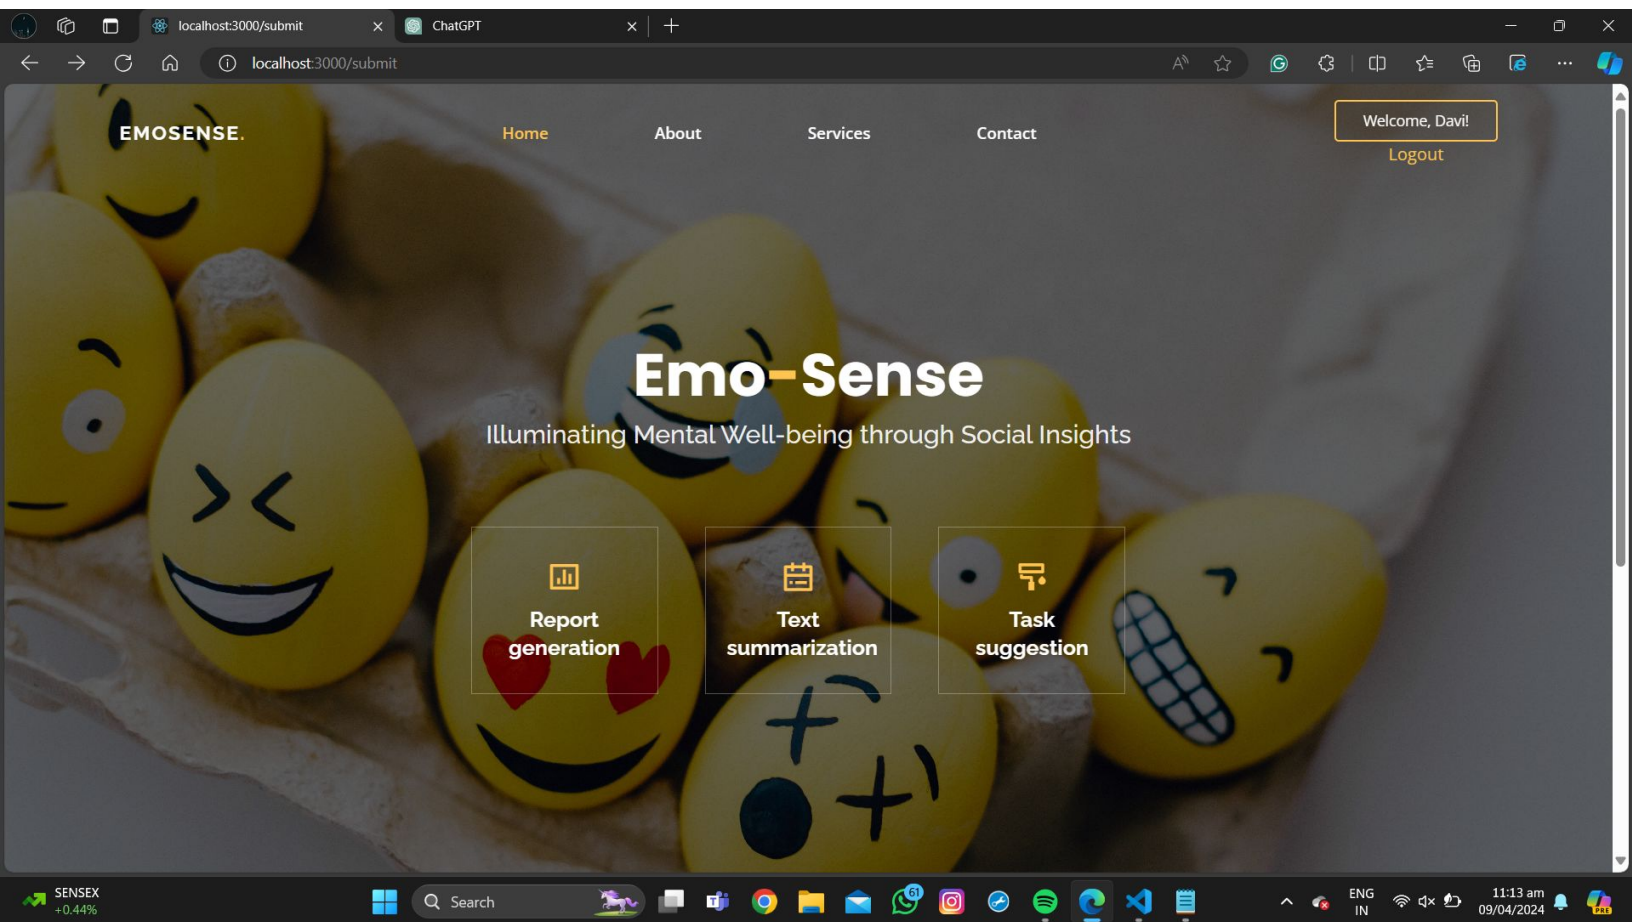 localhost:3000/submit
ChatGPT
localhost:3000/submit
EMOSENSE.
Home
About
Services
Contact
Welcome, Davi!
Logout
Emo-Sense
Illuminating Mental Well-being through Social Insights
Report
generation
Text
summarization
Task
suggestion
SENSEX
+0.44%
Search
61
ENG
IN
11:13 am
09/04/2024
PRE